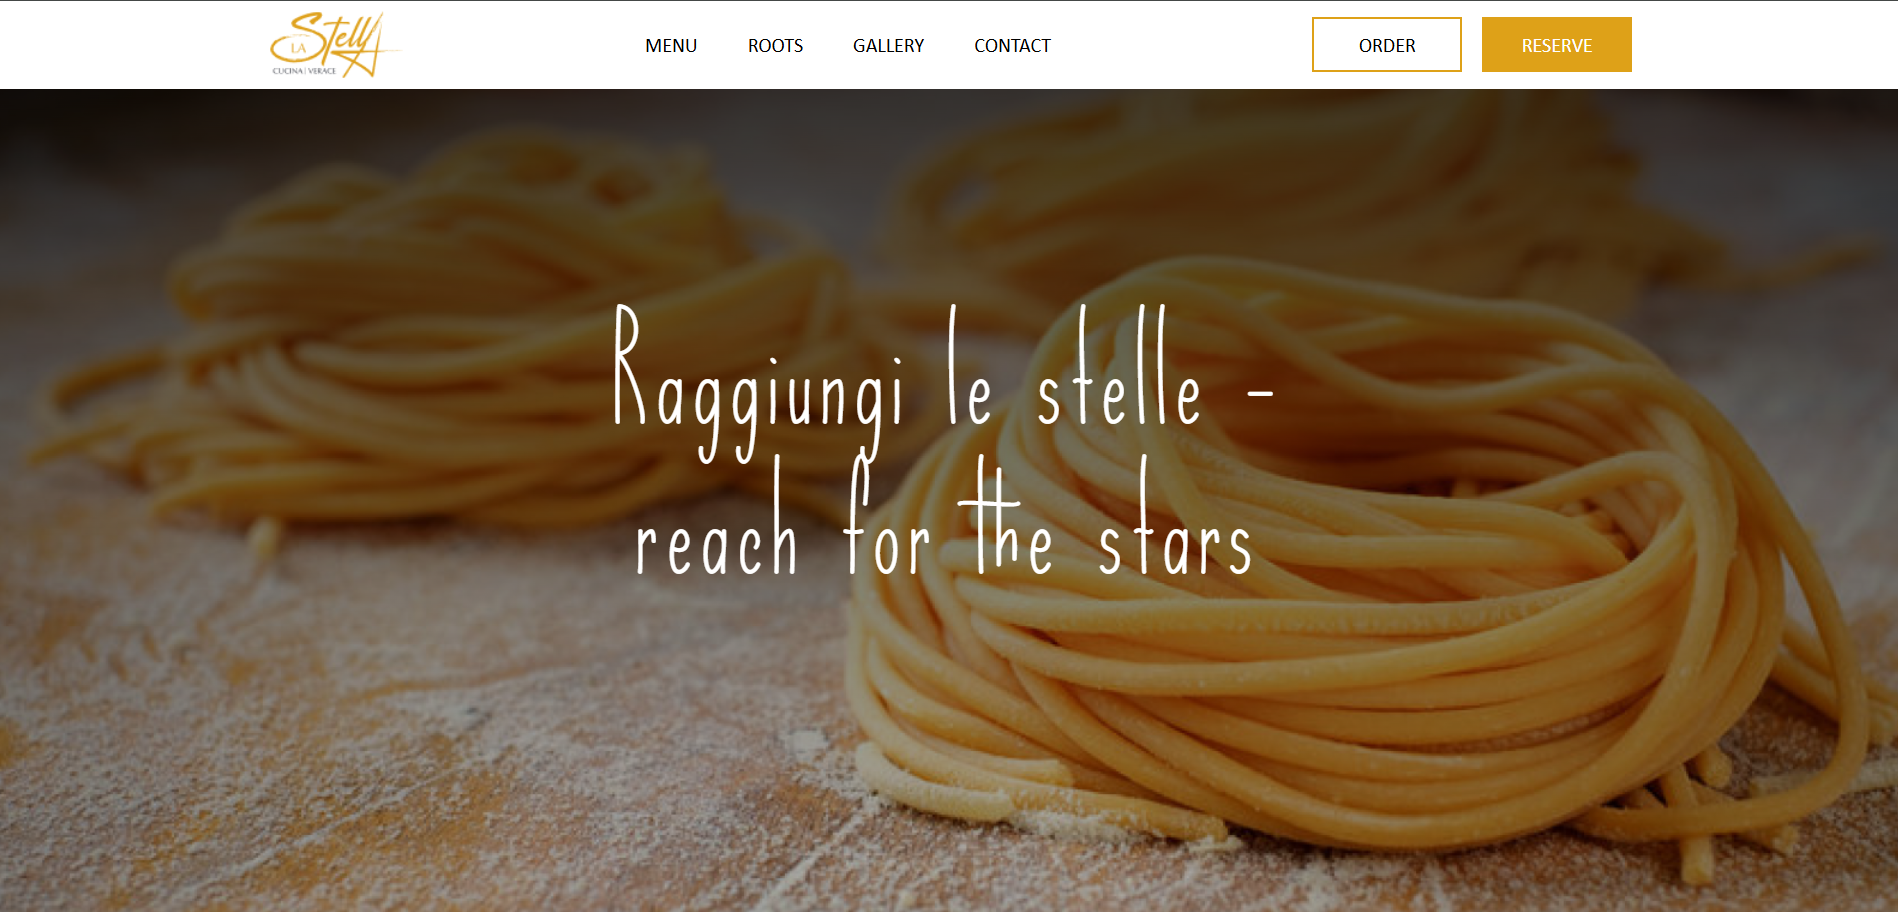 LA Stella
CUCINA | VERACE
MENU
ROOTS
GALLERY
CONTACT
ORDER
RESERVE
Raggiungi le stelle -
reach for the stars